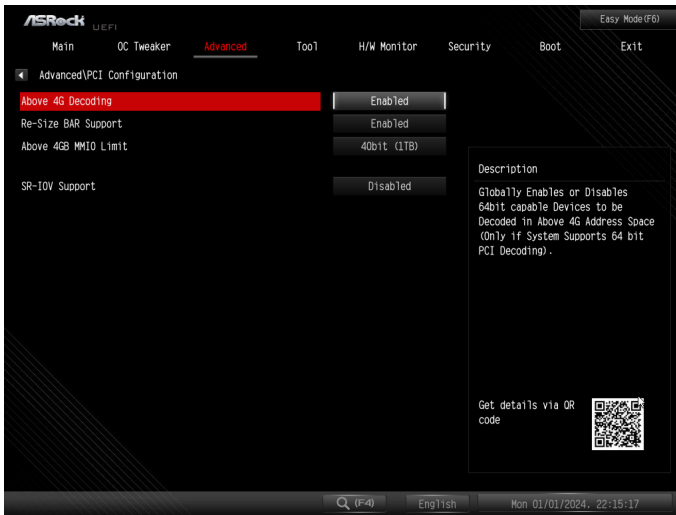 ASRock UEFI
Easy Mode(F6)
Main OC Tweaker Advanced Tool H/W Monitor Security Boot Exit
Advanced\PCI Configuration
Above 4G Decoding Enabled
Re-Size BAR Support Enabled
Above 4GB MMIO Limit 40bit (1TB)
SR-IOV Support Disabled
Description
Globally Enables or Disables
64bit capable Devices to be
Decoded in Above 4G Address Space
(Only if System Supports 64 bit
PCI Decoding).
Get details via QR
code
(F4) English Mon 01/01/2024. 22:15:17